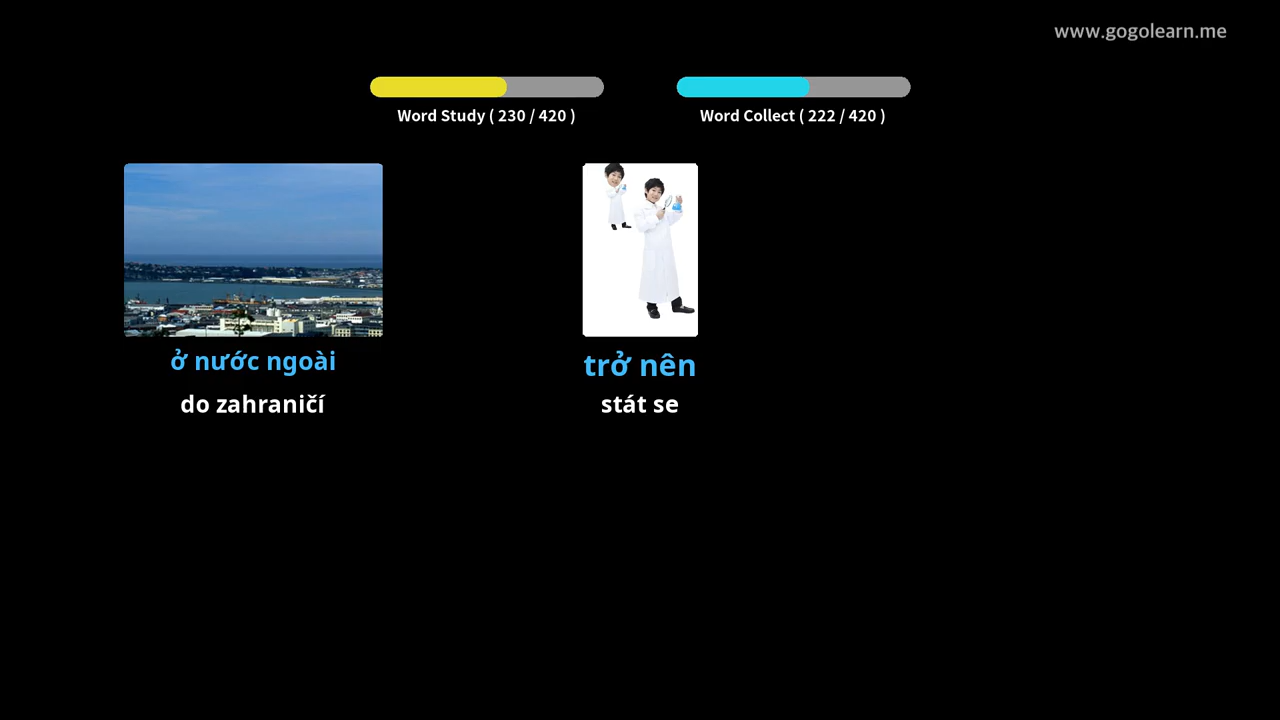 www.gogolearn.me
Word Study ( 230 / 420 )
Word Collect ( 222 / 420 )
ở nước ngoài
do zahraničí
trở nên
stát se